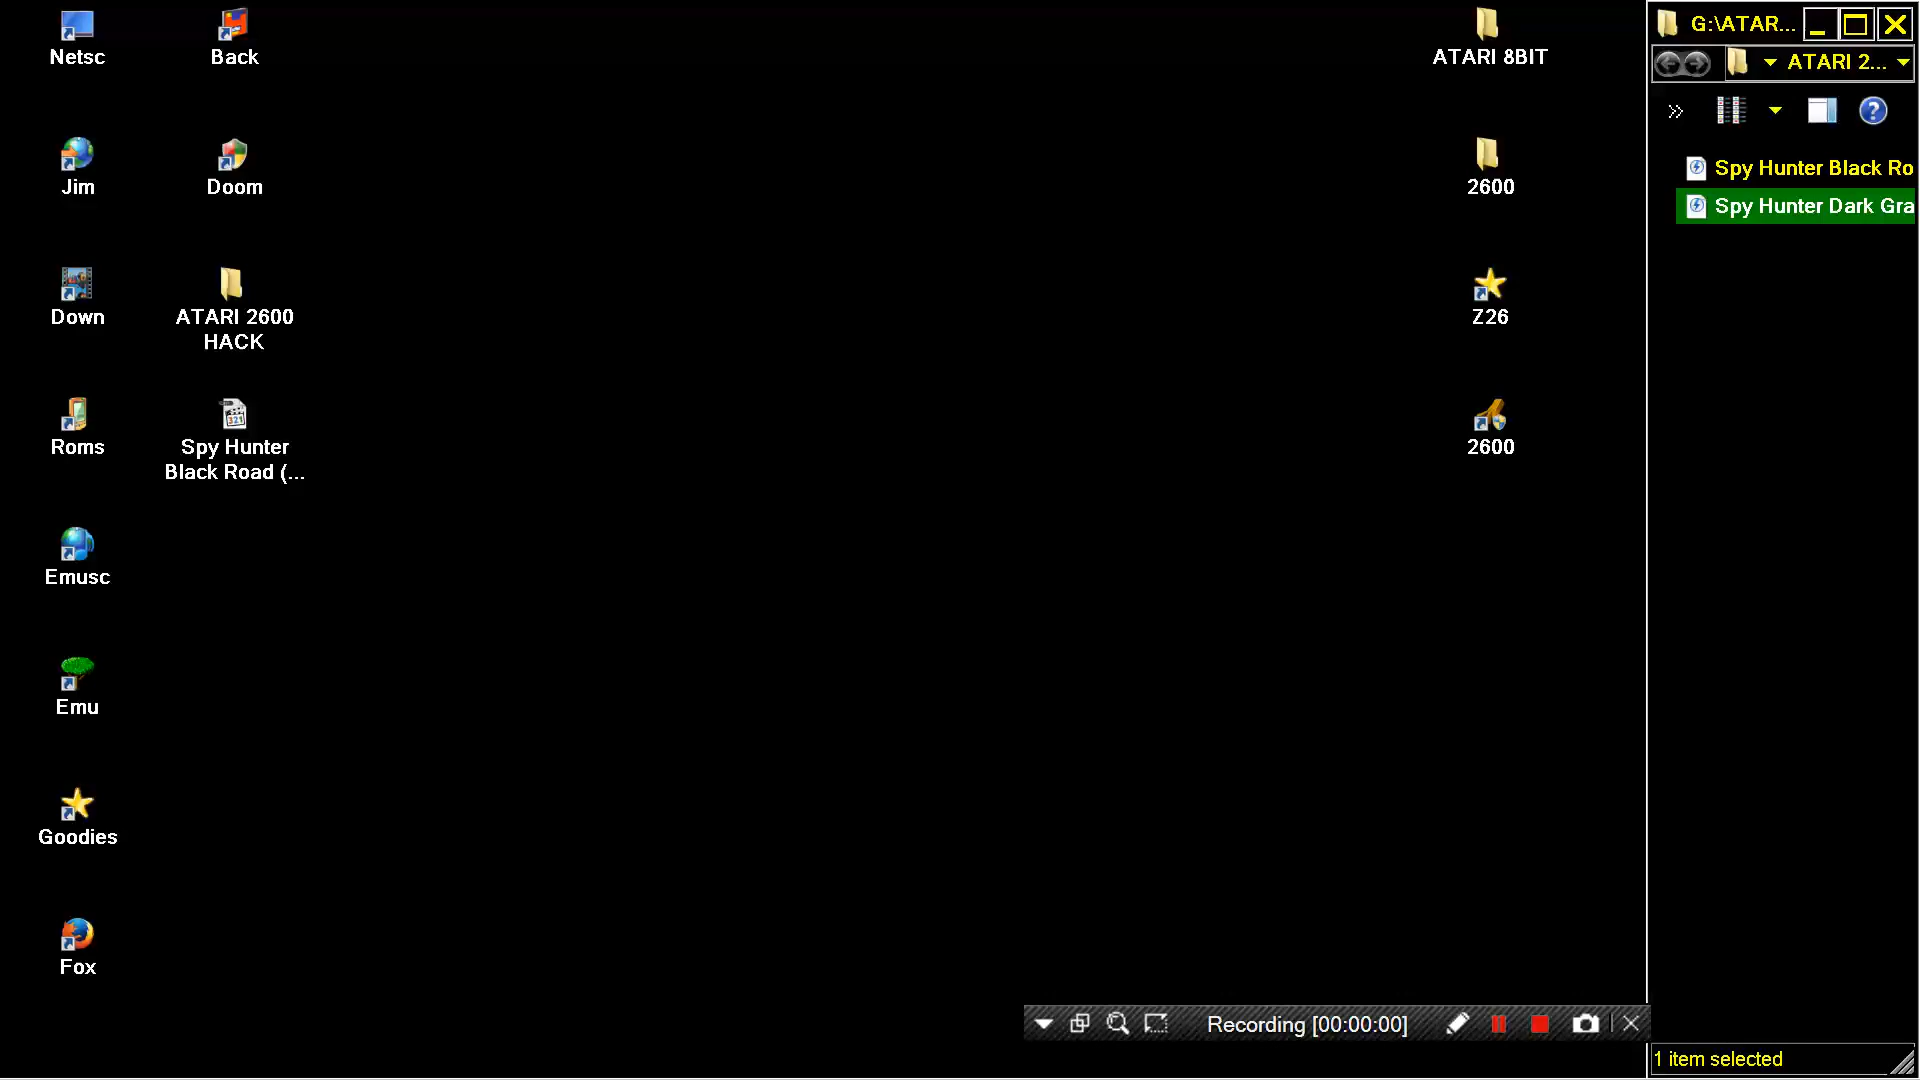 Netsc
Back
ATARI 8BIT
Jim
Doom
2600
Down
ATARI 2600
HACK
Z26
Roms
Spy Hunter
Black Road (...
2600
Emusc
Emu
Goodies
Fox
G:\ATAR...
ATARI 2...
Spy Hunter Black Ro
Spy Hunter Dark Gra
Recording [00:00:00]
1 item selected